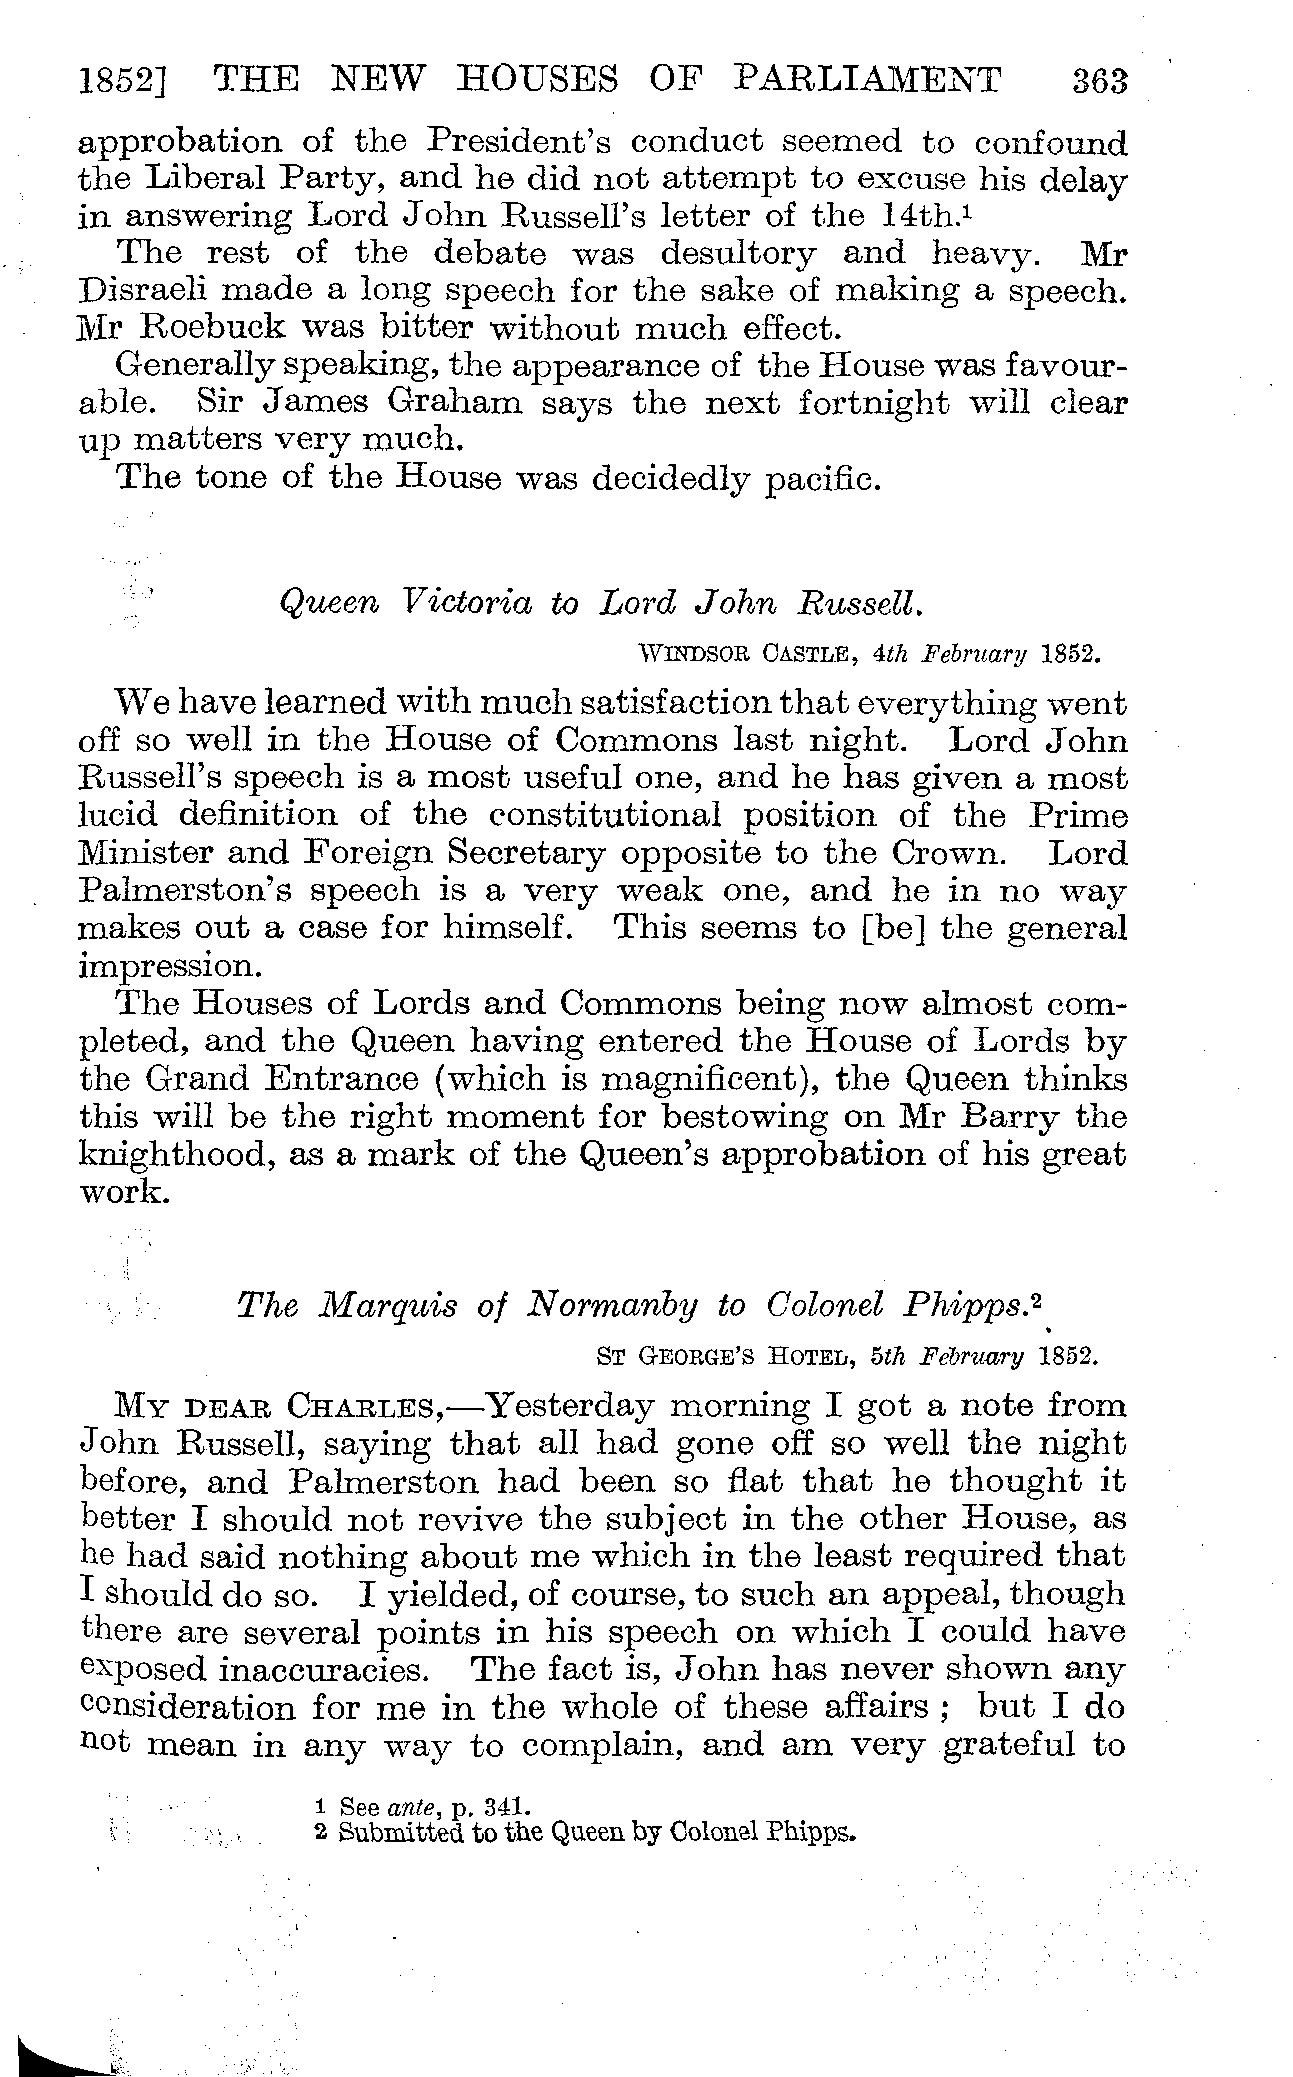 1852] THE NEW HOUSES OF PARLIAMENT 363
approbation of the President's conduct seemed to confound
the Liberal Party, and he did not attempt to excuse his delay
in answering Lord John Russell's letter of the 14th.¹
The rest of the debate was desultory and heavy. Mr
Disraeli made a long speech for the sake of making a speech.
Mr Roebuck was bitter without much effect.
Generally speaking, the appearance of the House was favour-
able. Sir James Graham says the next fortnight will clear
up matters very much.
The tone of the House was decidedly pacific.
Queen Victoria to Lord John Russell.
WINDSOR CASTLE, 4th February 1852.
We have learned with much satisfaction that everything went
off so well in the House of Commons last night. Lord John
Russell's speech is a most useful one, and he has given a most
lucid definition of the constitutional position of the Prime
Minister and Foreign Secretary opposite to the Crown. Lord
Palmerston's speech is a very weak one, and he in no way
makes out a case for himself. This seems to [be] the general
impression.
The Houses of Lords and Commons being now almost com-
pleted, and the Queen having entered the House of Lords by
the Grand Entrance (which is magnificent), the Queen thinks
this will be the right moment for bestowing on Mr Barry the
knighthood, as a mark of the Queen's approbation of his great
work.
The Marquis of Normanby to Colonel Phipps.²
ST GEORGE'S HOTEL, 5th February 1852.
MY DEAR CHARLES,—Yesterday morning I got a note from
John Russell, saying that all had gone off so well the night
before, and Palmerston had been so flat that he thought it
better I should not revive the subject in the other House, as
he had said nothing about me which in the least required that
I should do so. I yielded, of course, to such an appeal, though
there are several points in his speech on which I could have
exposed inaccuracies. The fact is, John has never shown any
consideration for me in the whole of these affairs ; but I do
not mean in any way to complain, and am very grateful to
1 See ante, p. 341.
2 Submitted to the Queen by Colonel Phipps.